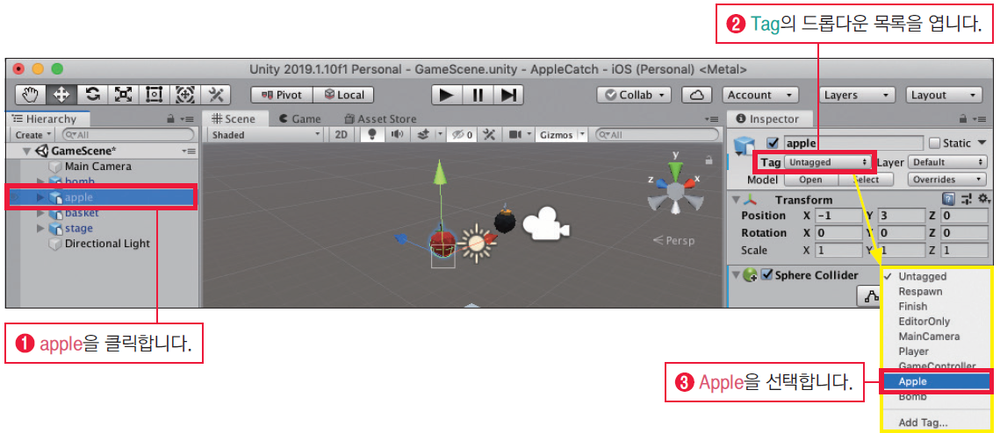 ❷ Tag의 드롭다운 목록을 엽니다.
Unity 2019.1.10f1 Personal - GameScene.unity - AppleCatch - iOS (Personal) <Metal>
Pivot Local Collab Account Layers Layout
Hierarchy
Create All
GameScene*
Main Camera
bomb
apple
basket
stage
Directional Light
Scene Game Asset Store
Shaded 2D 0 Gizmos All
y
z x
Persp
Inspector
apple Static
Tag Untagged Layer Default
Model Open Select Overrides
Transform
Position X -1 Y 3 Z 0
Rotation X 0 Y 0 Z 0
Scale X 1 Y 1 Z 1
Sphere Collider
✓ Untagged
Respawn
Finish
EditorOnly
MainCamera
Player
GameController
Apple
Bomb
Add Tag...
❶ apple을 클릭합니다.
❸ Apple을 선택합니다.